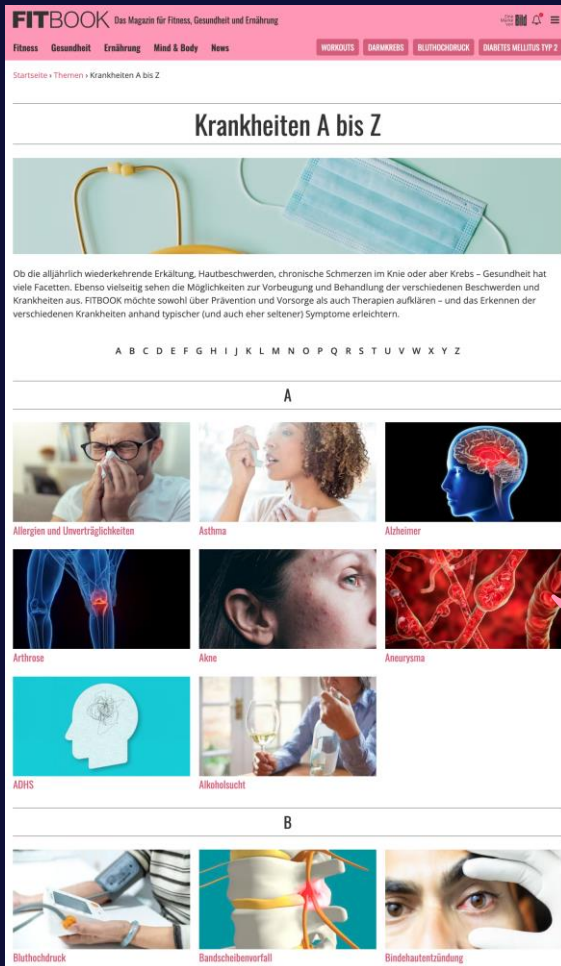 FITBOOK Das Magazin für Fitness, Gesundheit und Ernährung
Bild
Fitness Gesundheit Ernährung Mind & Body News
WORKOUTS DARMKREBS BLUTHOCHDRUCK DIABETES MELLITUS TYP 2
Startseite › Themen › Krankheiten A bis Z
Krankheiten A bis Z
Ob die alljährlich wiederkehrende Erkältung, Hautbeschwerden, chronische Schmerzen im Knie oder aber Krebs – Gesundheit hat
viele Facetten. Ebenso vielseitig sehen die Möglichkeiten zur Vorbeugung und Behandlung der verschiedenen Beschwerden und
Krankheiten aus. FITBOOK möchte sowohl über Prävention und Vorsorge als auch Therapien aufklären – und das Erkennen der
verschiedenen Krankheiten anhand typischer (und auch eher seltener) Symptome erleichtern.
A B C D E F G H I J K L M N O P Q R S T U V W X Y Z
A
Allergien und Unverträglichkeiten
Asthma
Alzheimer
Arthrose
Akne
Aneurysma
ADHS
Alkoholsucht
B
Bluthochdruck
Bandscheibenvorfall
Bindehautentzündung